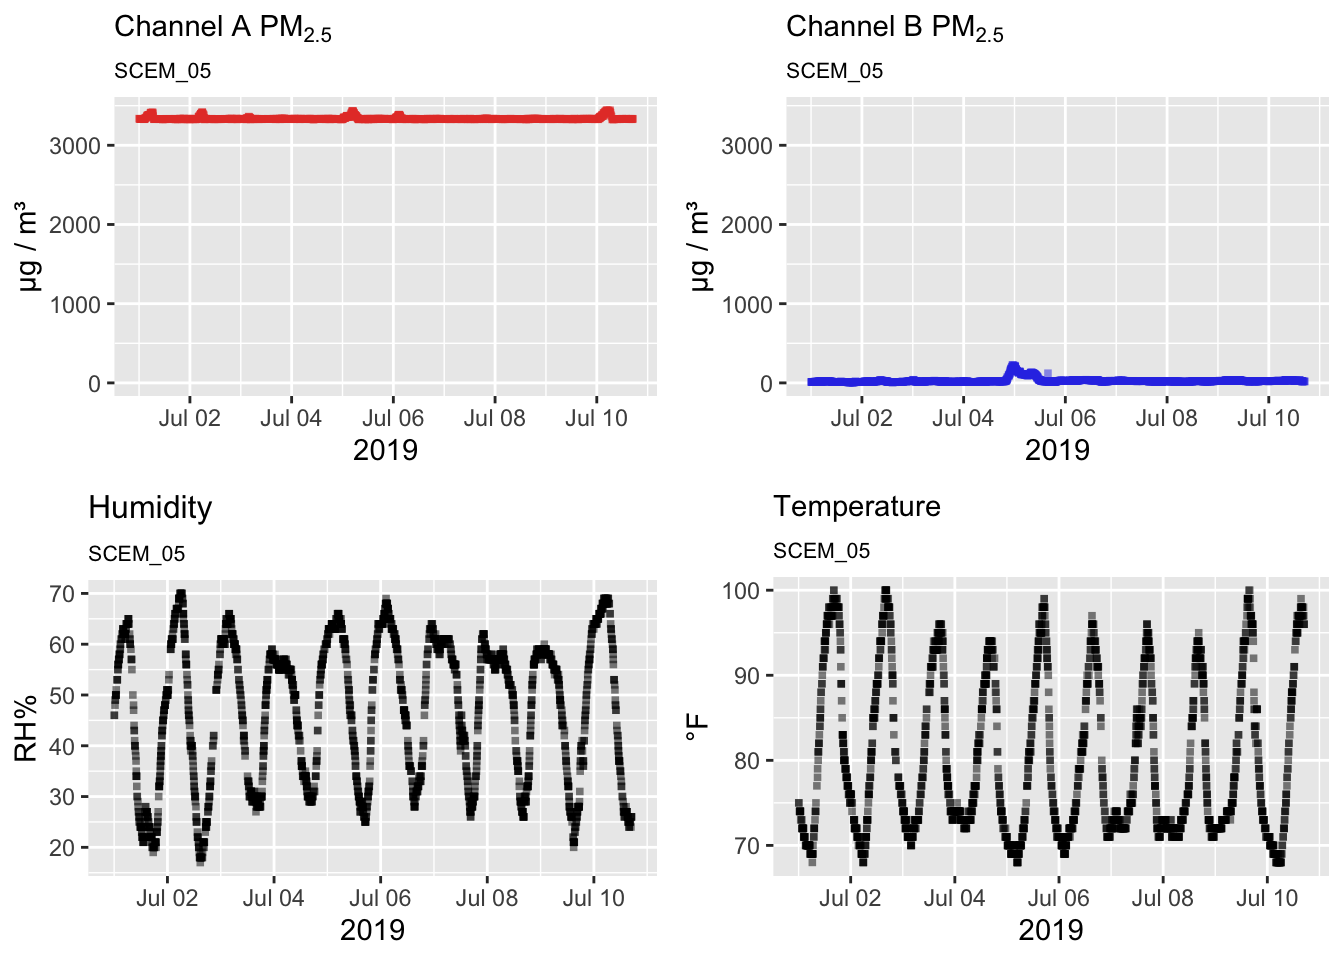 Channel A PM2.5
SCEM_05
µg / m³
3000
2000
1000
0
Jul 02 Jul 04 Jul 06 Jul 08 Jul 10
2019
Channel B PM2.5
SCEM_05
µg / m³
3000
2000
1000
0
Jul 02 Jul 04 Jul 06 Jul 08 Jul 10
2019
Humidity
SCEM_05
RH%
70
60
50
40
30
20
Jul 02 Jul 04 Jul 06 Jul 08 Jul 10
2019
Temperature
SCEM_05
°F
100
90
80
70
Jul 02 Jul 04 Jul 06 Jul 08 Jul 10
2019